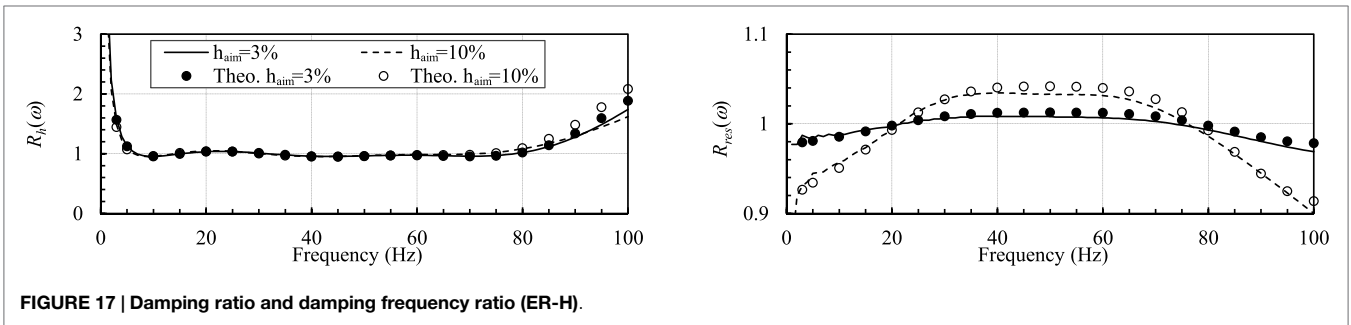 3
2
1
0
R_h(ω)
h_aim=3%
h_aim=10%
Theo. h_aim=3%
Theo. h_aim=10%
0 20 40 60 80 100
Frequency (Hz)
1.1
1
0.9
R_res(ω)
0 20 40 60 80 100
Frequency (Hz)
FIGURE 17 | Damping ratio and damping frequency ratio (ER-H).